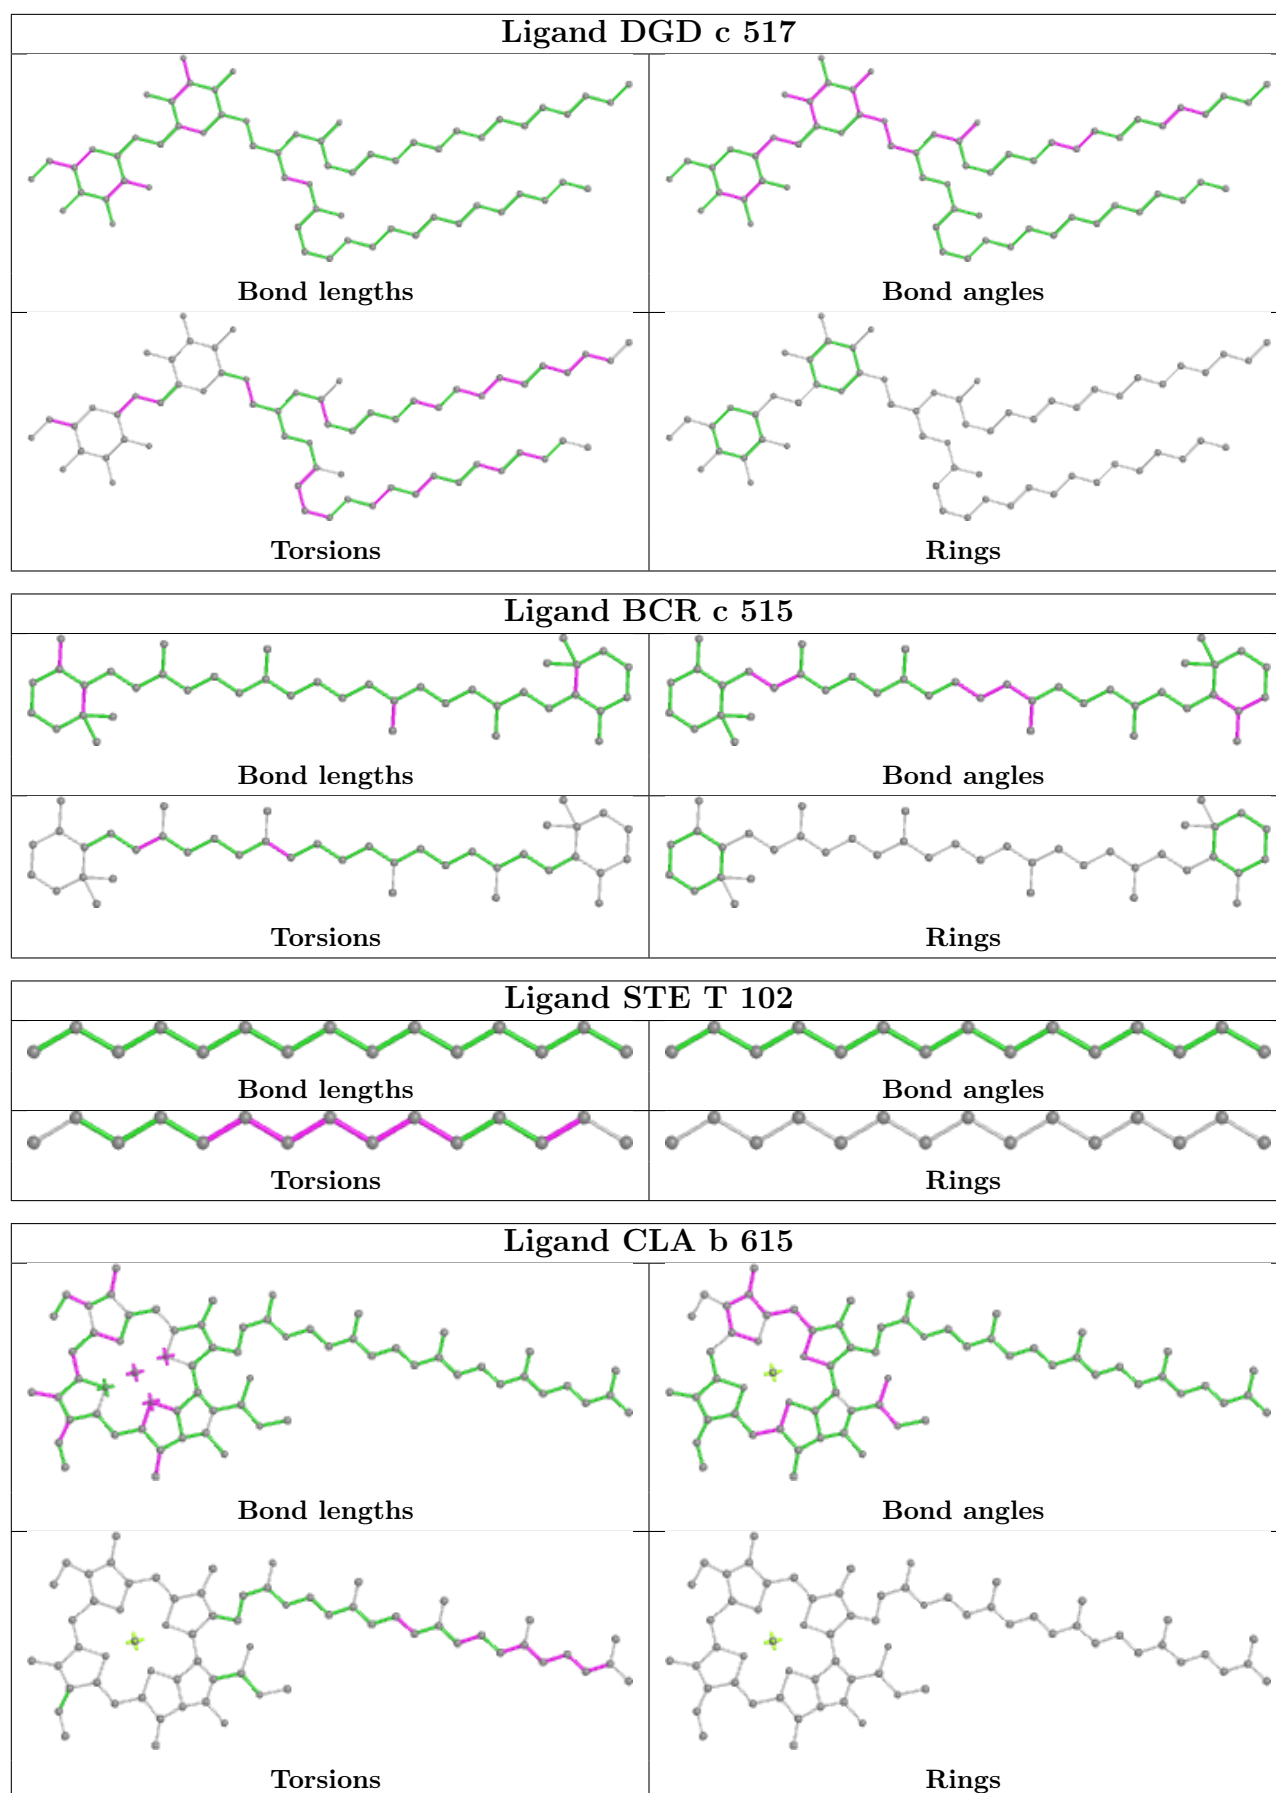 Ligand DGD c 517
Bond lengths
Bond angles
Torsions
Rings
Ligand BCR c 515
Bond lengths
Bond angles
Torsions
Rings
Ligand STE T 102
Bond lengths
Bond angles
Torsions
Rings
Ligand CLA b 615
Bond lengths
Bond angles
Torsions
Rings